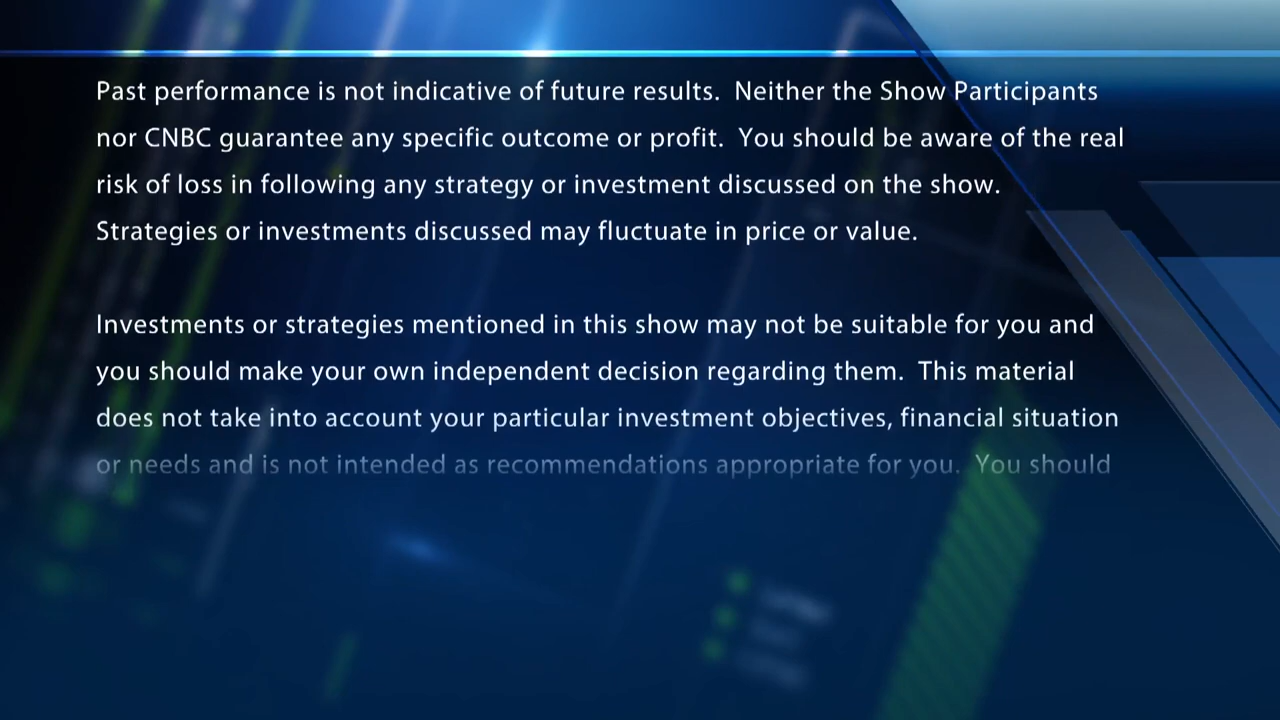 Past performance is not indicative of future results.  Neither the Show Participants
nor CNBC guarantee any specific outcome or profit.  You should be aware of the real
risk of loss in following any strategy or investment discussed on the show.
Strategies or investments discussed may fluctuate in price or value.
Investments or strategies mentioned in this show may not be suitable for you and
you should make your own independent decision regarding them.  This material
does not take into account your particular investment objectives, financial situation
or needs and is not intended as recommendations appropriate for you.  You should